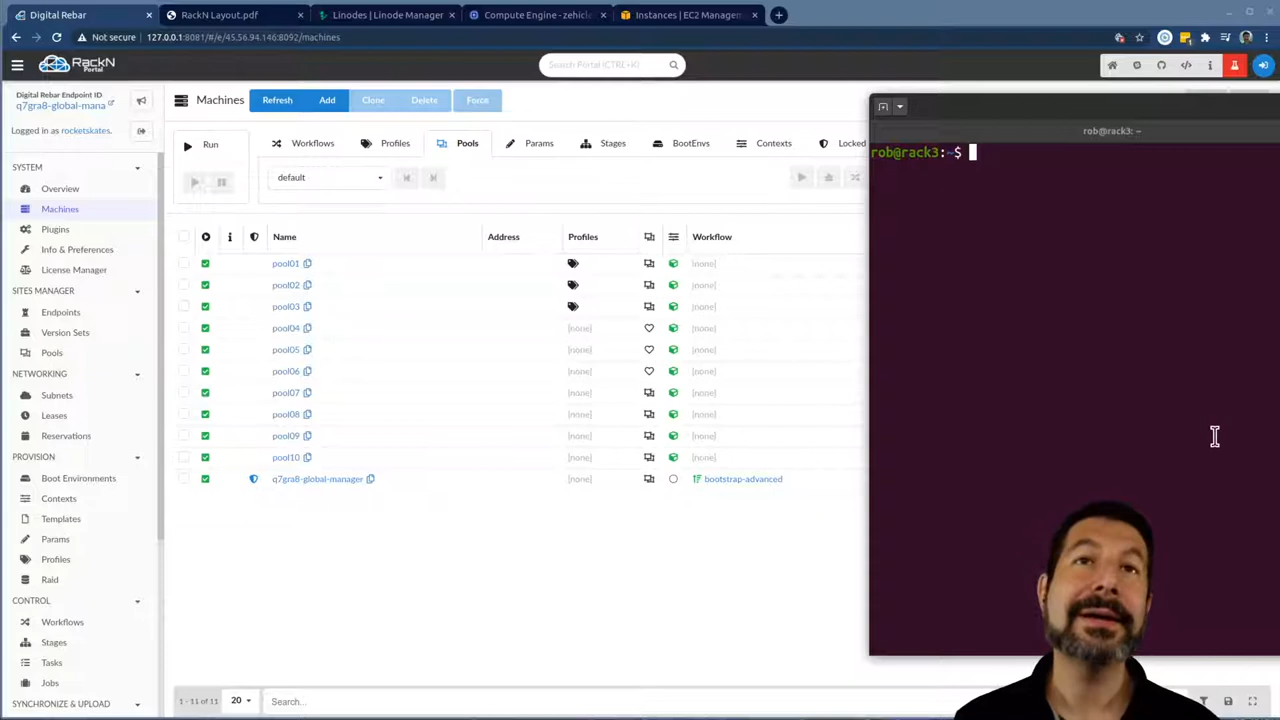 Digital Rebar
RackN Layout.pdf
Linodes | Linode Manager
Compute Engine - zehicle
Instances | EC2 Managem
Not secure | 127.0.0.1:8081/#/e/45.56.94.146:8092/machines
RackN Portal
Search Portal (CTRL+K)
Digital Rebar Endpoint ID
q7gra8-global-mana
Logged in as rocketskates.
SYSTEM
Overview
Machines
Plugins
Info & Preferences
License Manager
SITES MANAGER
Endpoints
Version Sets
Pools
NETWORKING
Subnets
Leases
Reservations
PROVISION
Boot Environments
Contexts
Templates
Params
Profiles
Raid
CONTROL
Workflows
Stages
Tasks
Jobs
SYNCHRONIZE & UPLOAD
Machines
Refresh Add Clone Delete Force
Run
Workflows Profiles Pools Params Stages BootEnvs Contexts Locked
default
Name Address Profiles Workflow
pool01 [none]
pool02 [none]
pool03 [none]
pool04 [none] [none]
pool05 [none] [none]
pool06 [none] [none]
pool07 [none] [none]
pool08 [none] [none]
pool09 [none] [none]
pool10 [none] [none]
q7gra8-global-manager [none] bootstrap-advanced
1 - 11 of 11 20 Search...
rob@rack3: ~
rob@rack3:~$